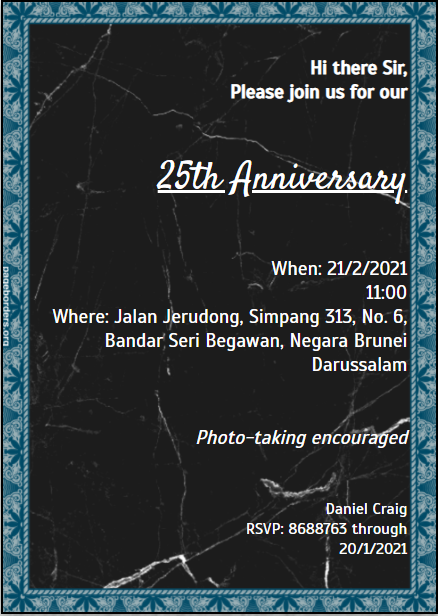 Hi there Sir,
Please join us for our
25th Anniversary.
When: 21/2/2021
11:00
Where: Jalan Jerudong, Simpang 313, No. 6,
Bandar Seri Begawan, Negara Brunei
Darussalam
Photo-taking encouraged
Daniel Craig
RSVP: 8688763 through
20/1/2021
pageborders.org